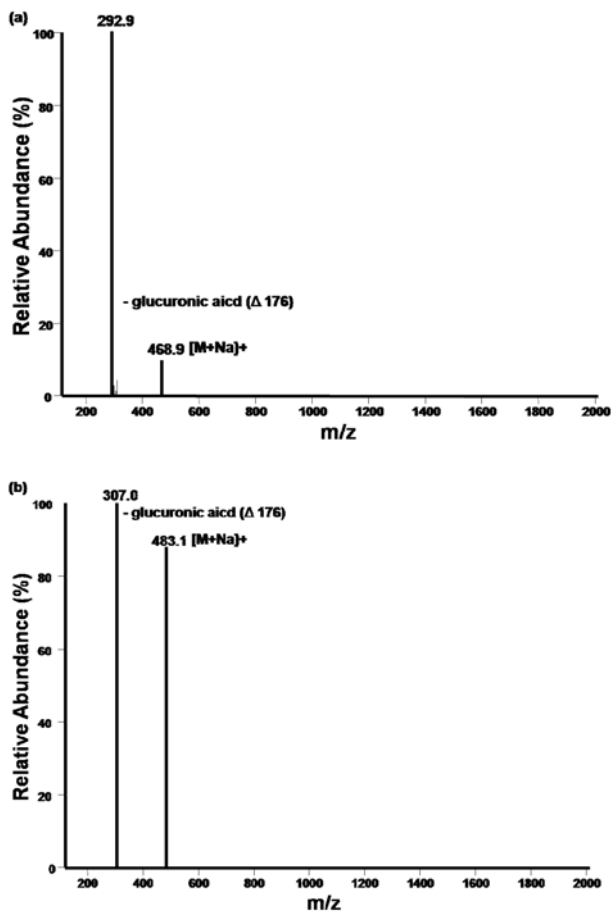 (a)
292.9
100
80
60
40
20
0
Relative Abundance (%)
- glucuronic aicd (Δ 176)
468.9 [M+Na]+
200 400 600 800 1000 1200 1400 1600 1800 2000
m/z
(b)
307.0
100
80
60
40
20
0
Relative Abundance (%)
- glucuronic aicd (Δ 176)
483.1 [M+Na]+
200 400 600 800 1000 1200 1400 1600 1800 2000
m/z